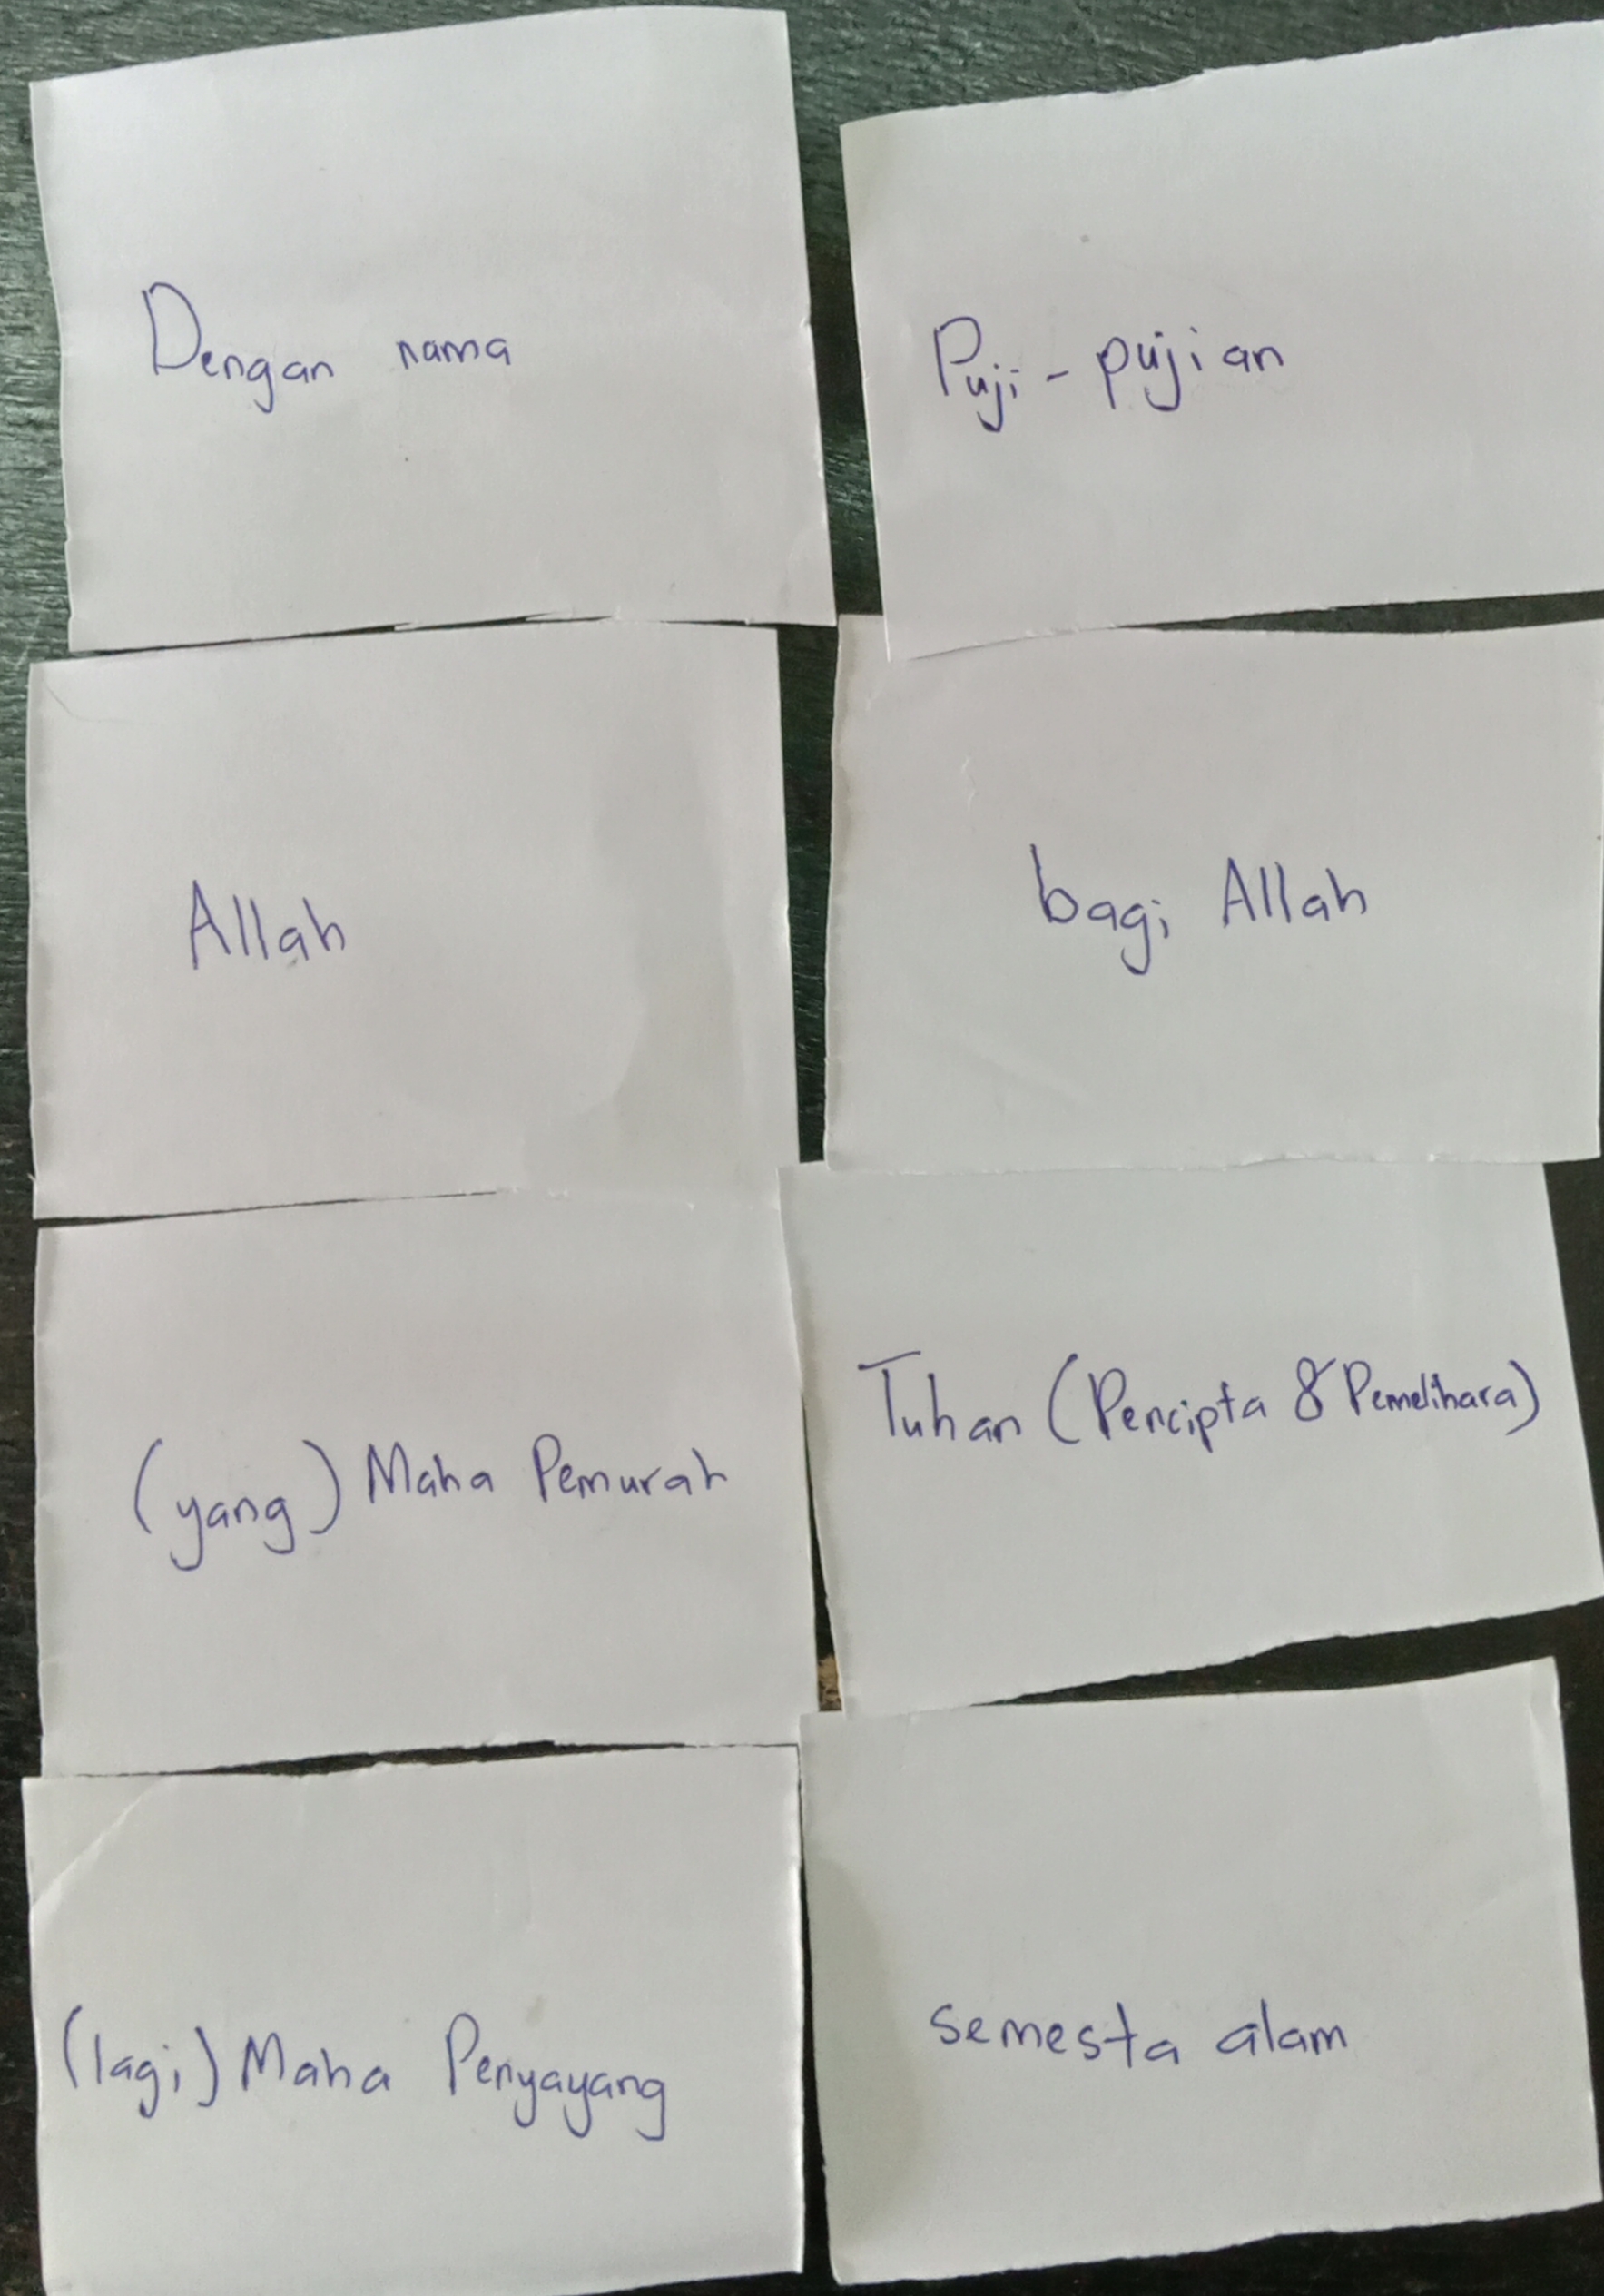 Dengan nama
Allah
(yang) Maha Pemurah
(lagi) Maha Penyayang
Puji-pujian
bagi Allah
Tuhan (Pencipta & Pemelihara)
semesta alam